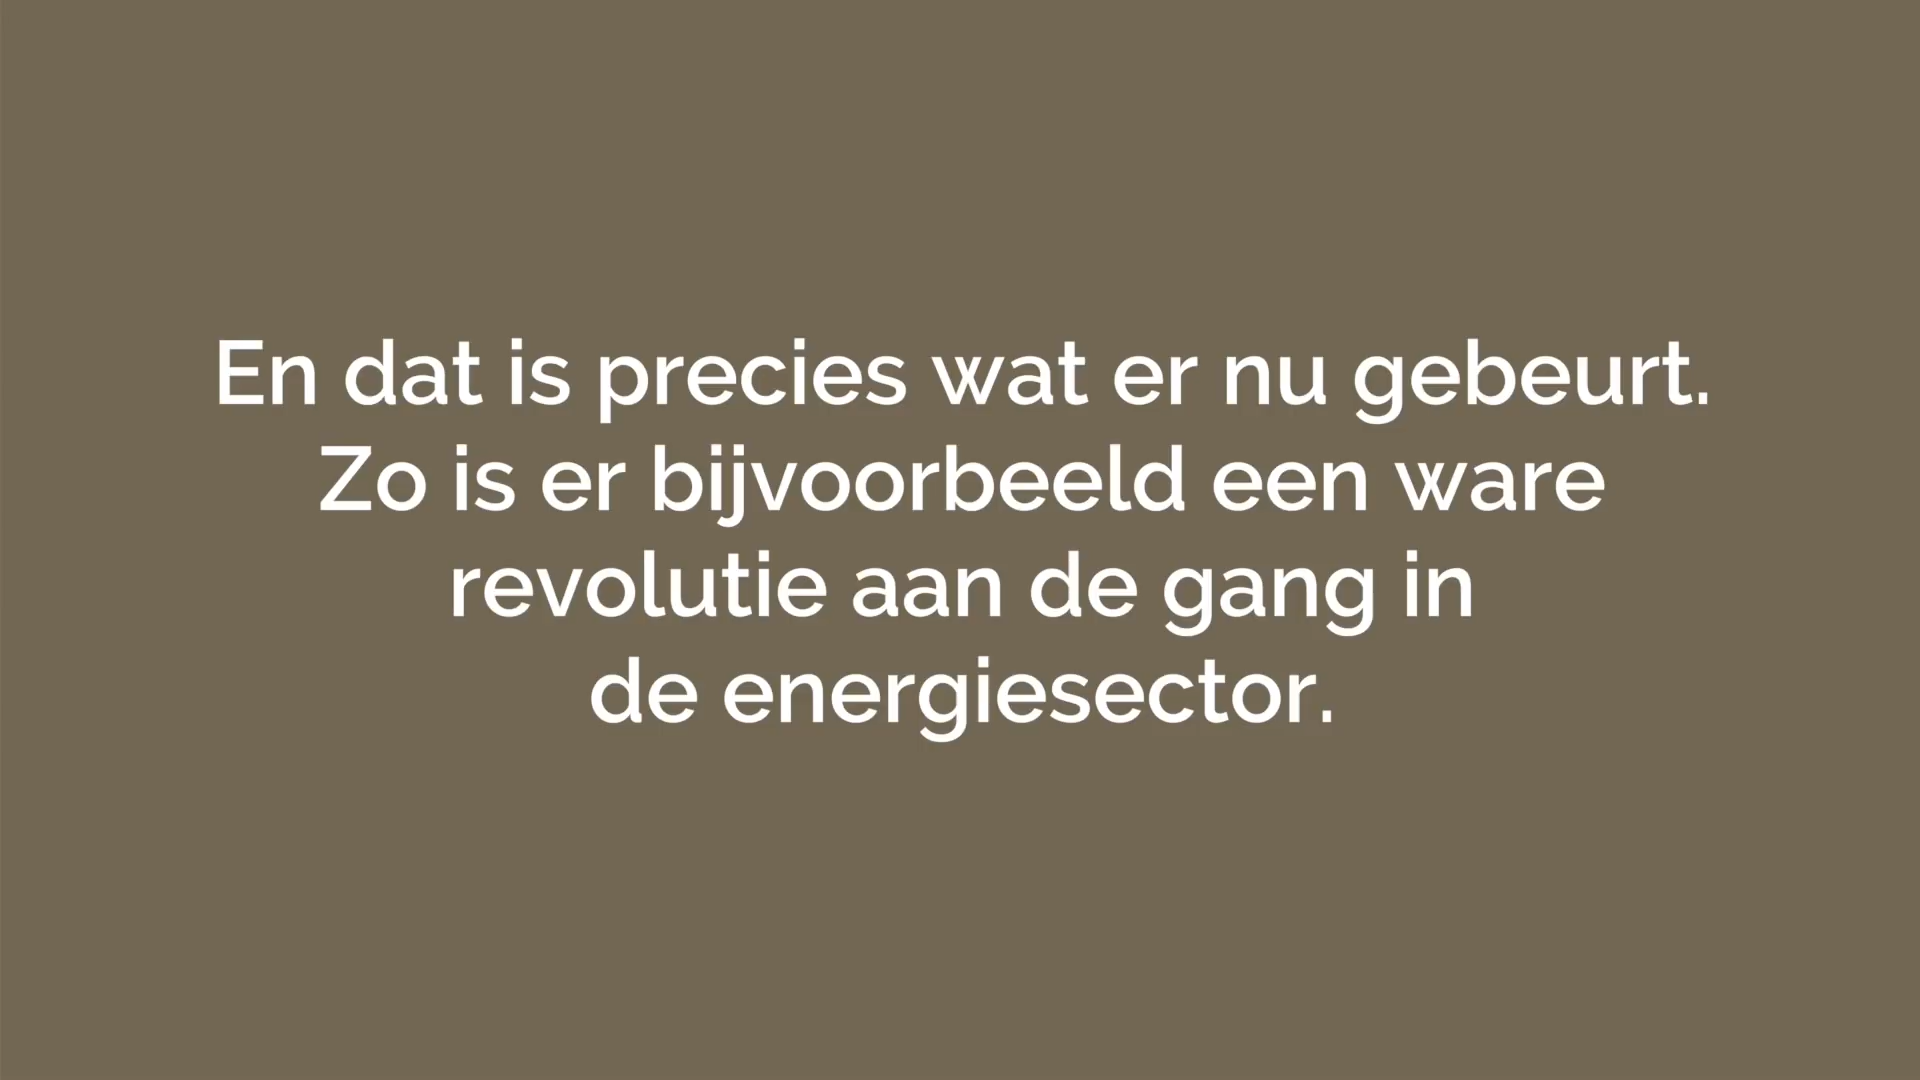 En dat is precies wat er nu gebeurt.
Zo is er bijvoorbeeld een ware
revolutie aan de gang in
de energiesector.